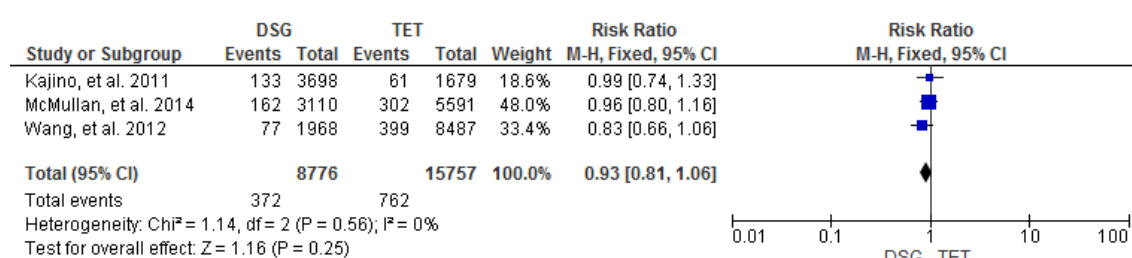 DSG TET Risk Ratio Risk Ratio
Study or Subgroup Events Total Events Total Weight M-H, Fixed, 95% CI M-H, Fixed, 95% CI
Kajino, et al. 2011 133 3698 61 1679 18.6% 0.99 [0.74, 1.33]
McMullan, et al. 2014 162 3110 302 5591 48.0% 0.96 [0.80, 1.16]
Wang, et al. 2012 77 1968 399 8487 33.4% 0.83 [0.66, 1.06]
Total (95% CI) 8776 15757 100.0% 0.93 [0.81, 1.06]
Total events 372 762
Heterogeneity: Chi² = 1.14, df = 2 (P = 0.56); I² = 0%
Test for overall effect: Z = 1.16 (P = 0.25)
0.01 0.1 1 10 100
DSG TET